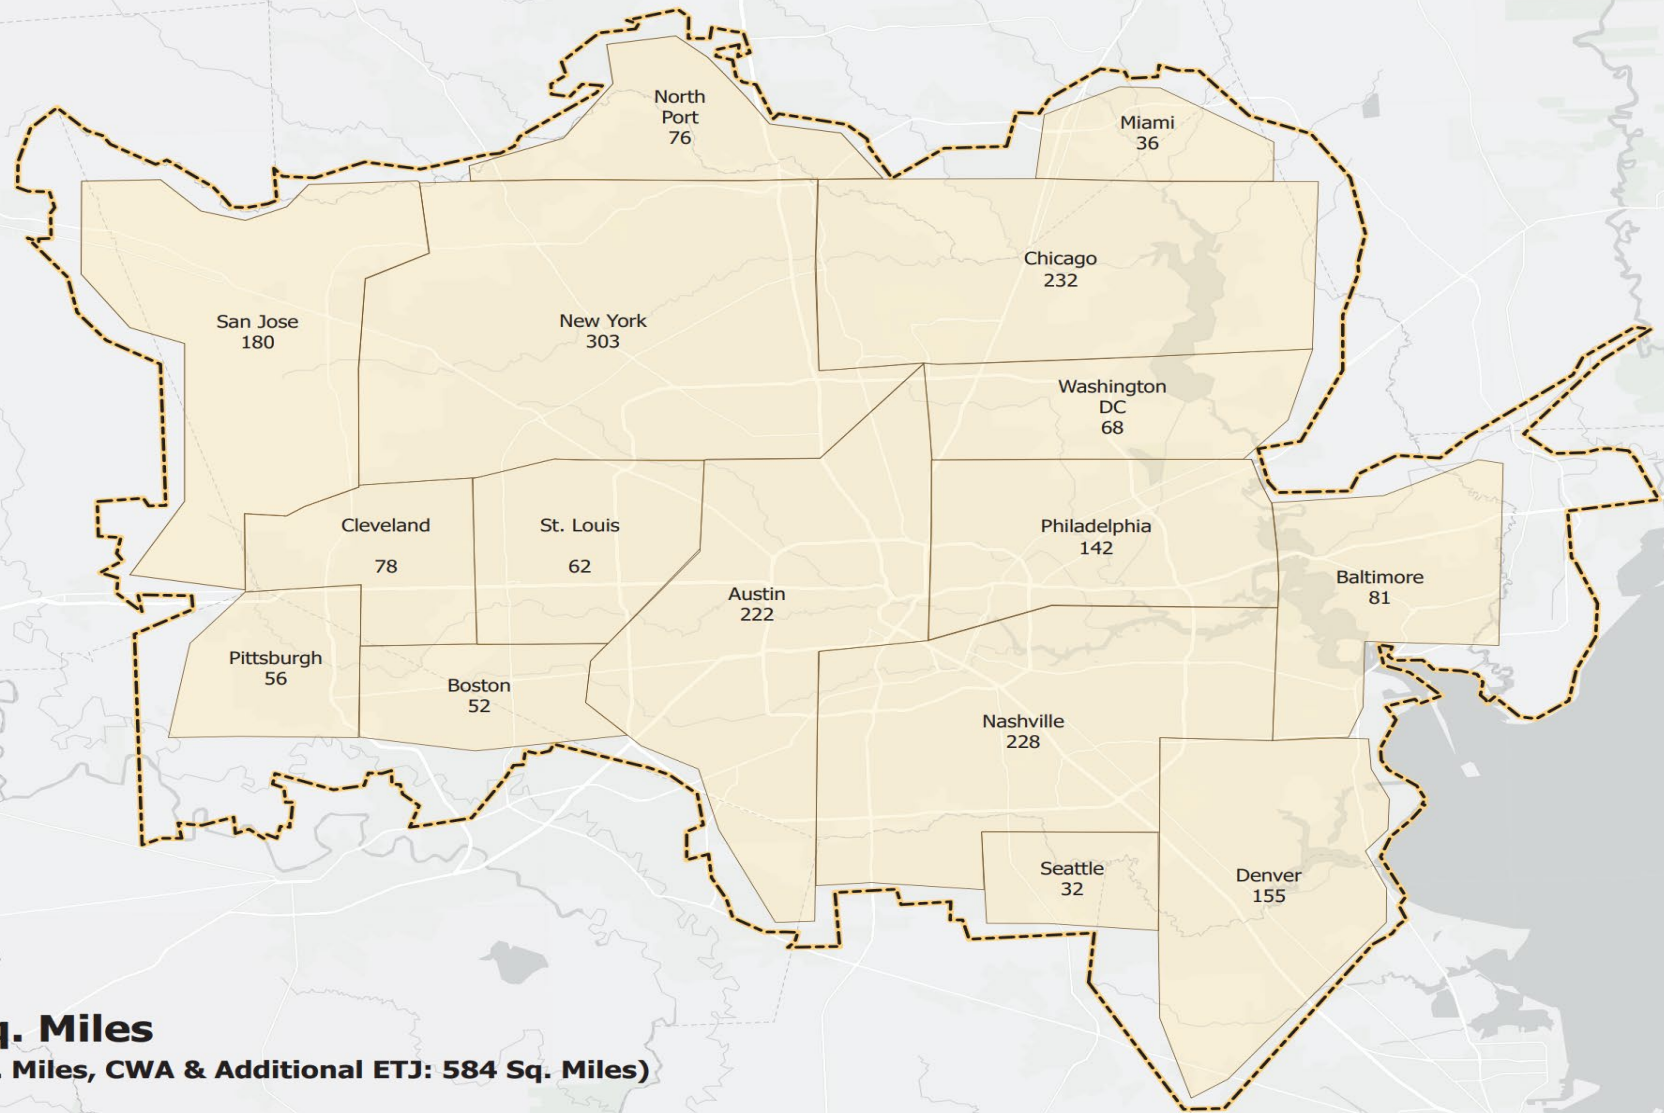 North
Port
76
Miami
36
Chicago
232
San Jose
180
New York
303
Washington
DC
68
Cleveland
78
St. Louis
62
Philadelphia
142
Baltimore
81
Austin
222
Pittsburgh
56
Boston
52
Nashville
228
Seattle
32
Denver
155
q. Miles
. Miles, CWA & Additional ETJ: 584 Sq. Miles)